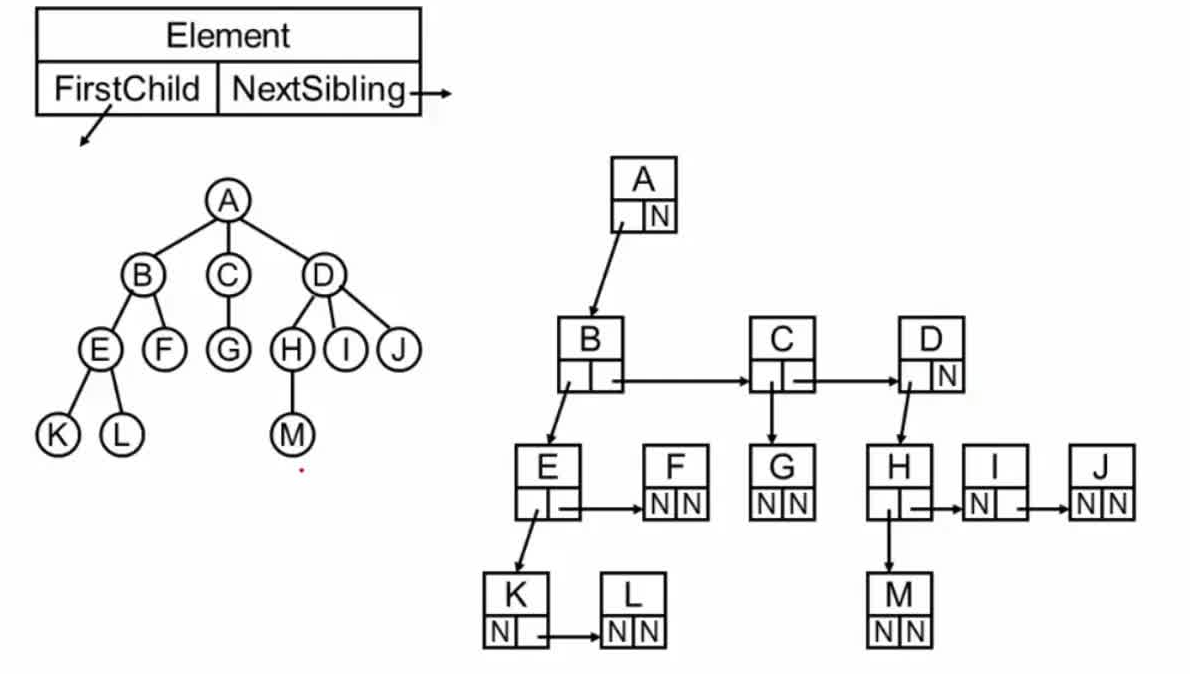 Element
FirstChild NextSibling
A
B C D
E F G H I J
K L M
A
N
B C D
N
E F G H I J
N N N N N N N
K L M
N N N N N